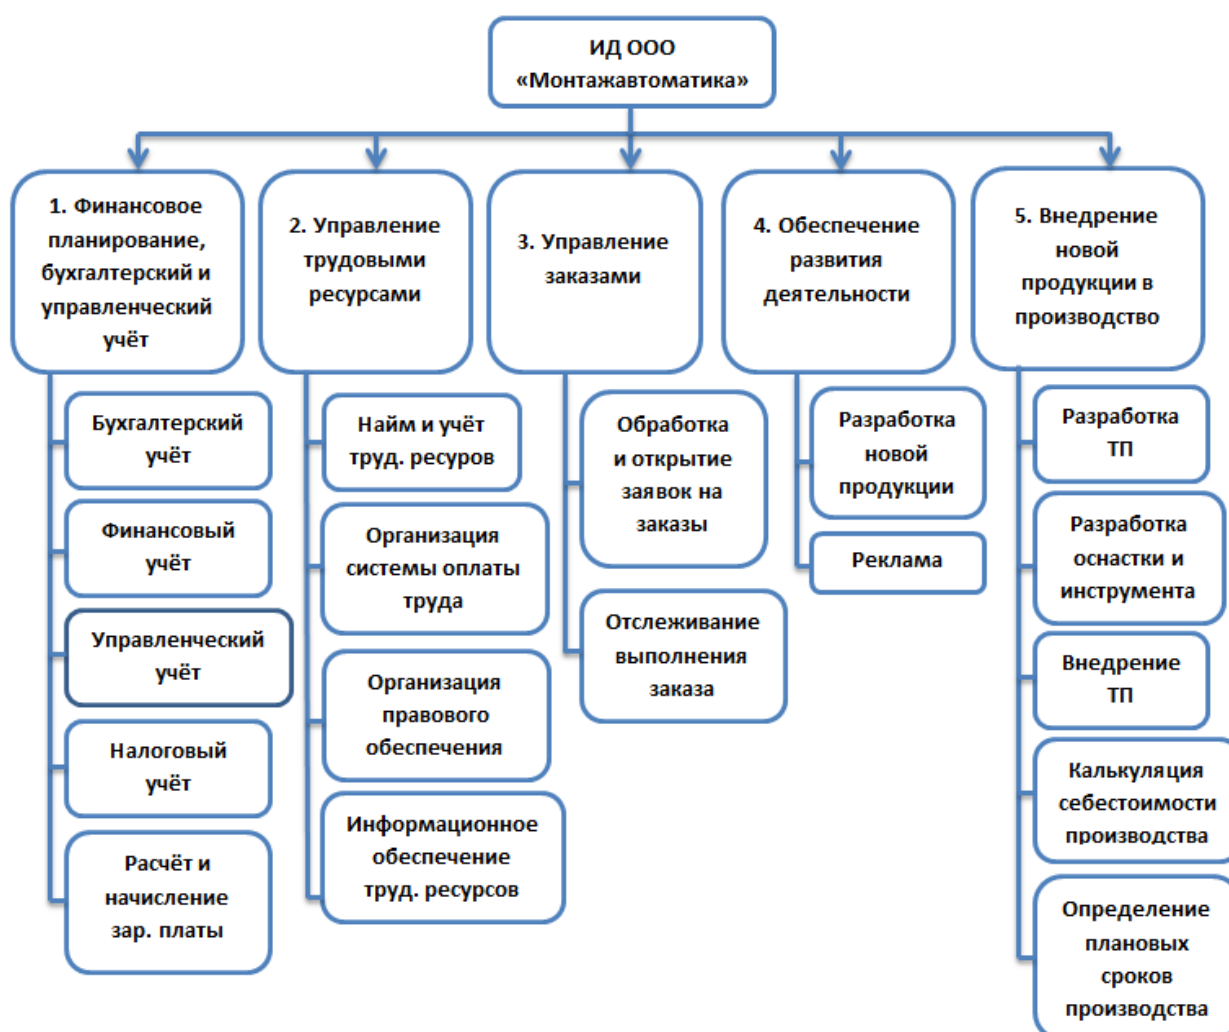 ИД ООО
«Монтажавтоматика»
1. Финансовое
планирование,
бухгалтерский и
управленческий
учёт
2. Управление
трудовыми
ресурсами
3. Управление
заказами
4. Обеспечение
развития
деятельности
5. Внедрение
новой
продукции в
производство
Бухгалтерский
учёт
Финансовый
учёт
Управленческий
учёт
Налоговый
учёт
Расчёт и
начисление
зар. платы
Найм и учёт
труд. ресуров
Организация
системы оплаты
труда
Организация
правового
обеспечения
Информационное
обеспечение
труд. ресурсов
Обработка
и открытие
заявок на
заказы
Отслеживание
выполнения
заказа
Разработка
новой
продукции
Реклама
Разработка
ТП
Разработка
оснастки и
инструмента
Внедрение
ТП
Калькуляция
себестоимости
производства
Определение
плановых
сроков
производства